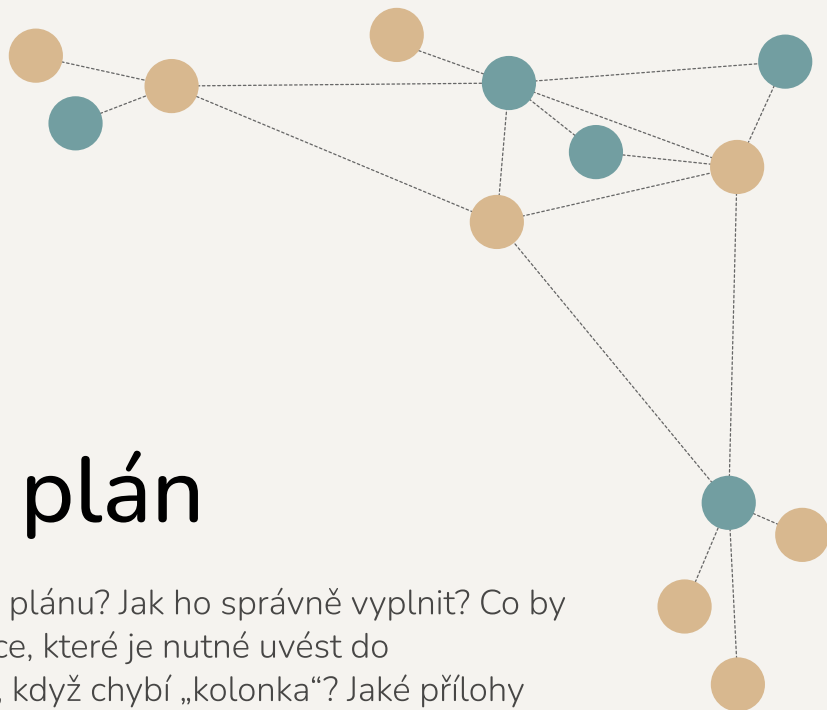 plán
plánu? Jak ho správně vyplnit? Co by
ce, které je nutné uvést do
, když chybí „kolonka“? Jaké přílohy